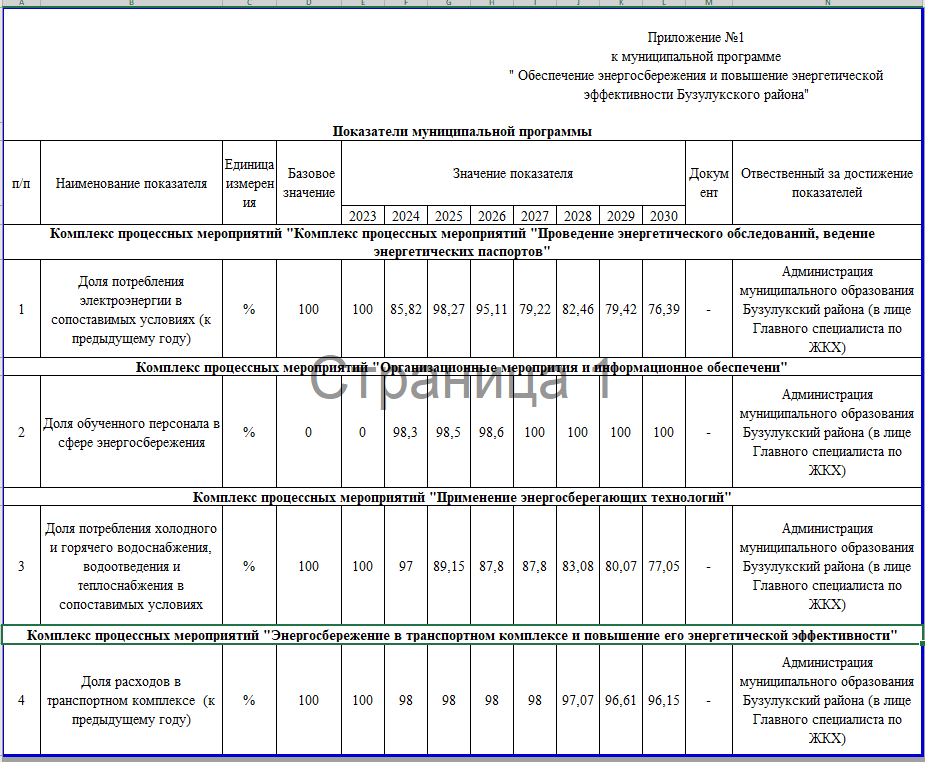 A B C D E F G H I J K L M N
Приложение №1
к муниципальной программе
" Обеспечение энергосбережения и повышение энергетической
эффективности Бузулукского района"
Показатели муниципальной программы
п/п
Наименование показателя
Единица
измерен
ия
Базовое
значение
Значение показателя
Докум
ент
Отвественный за достижение
показателей
2023 2024 2025 2026 2027 2028 2029 2030
Комплекс процессных мероприятий "Комплекс процессных мероприятий "Проведение энергетического обследований, ведение
энергетических паспортов"
1
Доля потребления
электроэнергии в
сопоставимых условиях (к
предыдущему году)
% 100 100 85,82 98,27 95,11 79,22 82,46 79,42 76,39 -
Администрация
муниципального образования
Бузулукский района (в лице
Главного специалиста по
ЖКХ)
Комплекс процессных мероприятий "Организационные меропрития и информационное обеспечени"
Страница 1
2
Доля обученного персонала в
сфере энергосбережения
% 0 0 98,3 98,5 98,6 100 100 100 100 -
Администрация
муниципального образования
Бузулукский района (в лице
Главного специалиста по
ЖКХ)
Комплекс процессных мероприятий "Применение энергосберегающих технологий"
3
Доля потребления холодного
и горячего водоснабжения,
водоотведения и
теплоснабжения в
сопоставимых условиях
% 100 100 97 89,15 87,8 87,8 83,08 80,07 77,05 -
Администрация
муниципального образования
Бузулукский района (в лице
Главного специалиста по
ЖКХ)
Комплекс процессных мероприятий "Энергосбережение в транспортном комплексе и повышение его энергетической эффективности"
4
Доля расходов в
транспортном комплексе (к
предыдущему году)
% 100 100 98 98 98 98 97,07 96,61 96,15 -
Администрация
муниципального образования
Бузулукский района (в лице
Главного специалиста по
ЖКХ)